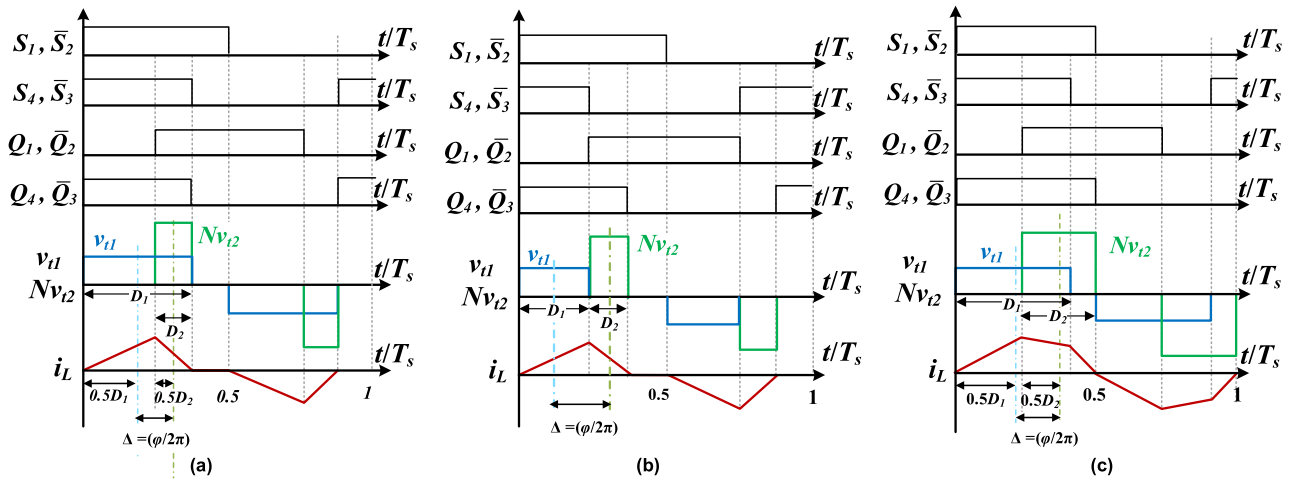 S1, S̅2 t/Ts
S4, S̅3 t/Ts
Q1, Q̅2 t/Ts
Q4, Q̅3 t/Ts
vt1 Nvt2
vt1
Nvt2 t/Ts
D1
D2
t/Ts
iL
0.5D1 0.5D2 0.5 1
Δ =(φ/2π)
(a)
S1, S̅2 t/Ts
S4, S̅3 t/Ts
Q1, Q̅2 t/Ts
Q4, Q̅3 t/Ts
vt1 Nvt2
vt1
Nvt2 t/Ts
D1 D2
t/Ts
iL
0.5 1
Δ =(φ/2π)
(b)
S1, S̅2 t/Ts
S4, S̅3 t/Ts
Q1, Q̅2 t/Ts
Q4, Q̅3 t/Ts
vt1 Nvt2
vt1
Nvt2 t/Ts
D1
D2
t/Ts
iL
0.5D1 0.5D2 0.5 1
Δ =(φ/2π)
(c)